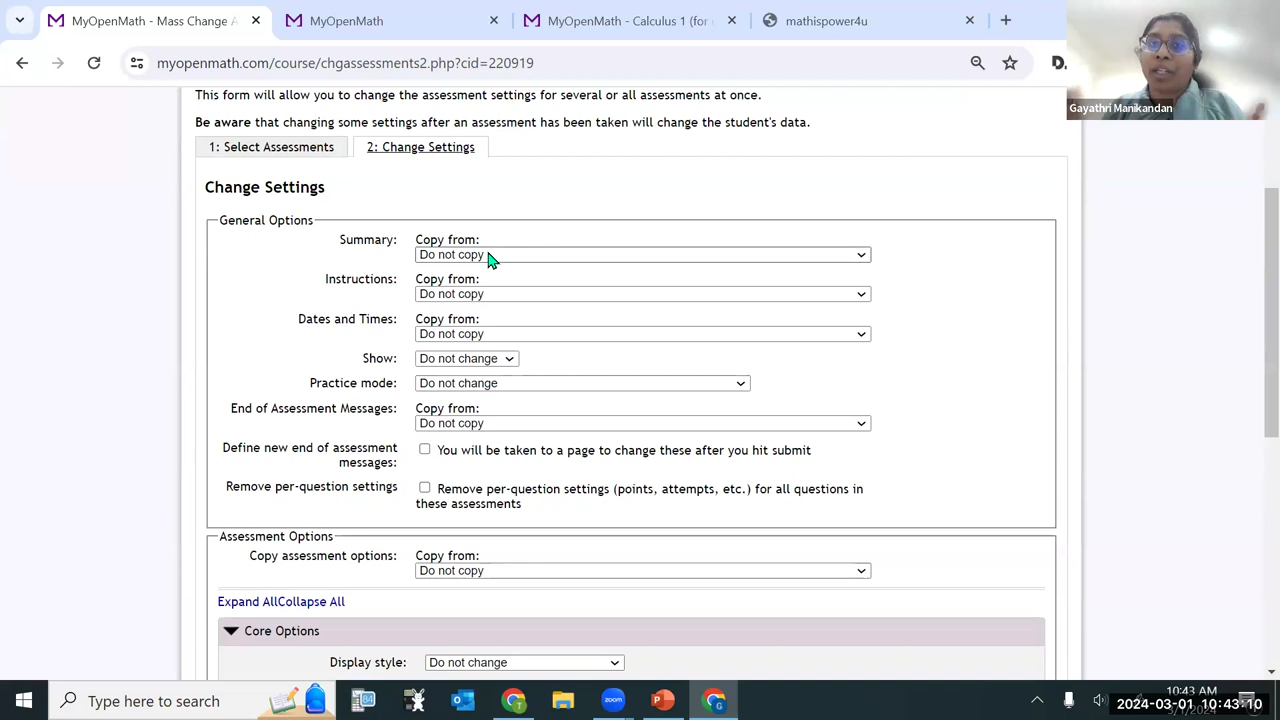 MyOpenMath - Mass Change A
MyOpenMath
MyOpenMath - Calculus 1 (for
mathispower4u
myopenmath.com/course/chgassessments2.php?cid=220919
D.
Gayathri Manikandan
This form will allow you to change the assessment settings for several or all assessments at once.
Be aware that changing some settings after an assessment has been taken will change the student's data.
1: Select Assessments
2: Change Settings
Change Settings
General Options
Summary: Copy from:
Do not copy
Instructions: Copy from:
Do not copy
Dates and Times: Copy from:
Do not copy
Show: Do not change
Practice mode: Do not change
End of Assessment Messages: Copy from:
Do not copy
Define new end of assessment
messages:
You will be taken to a page to change these after you hit submit
Remove per-question settings
Remove per-question settings (points, attempts, etc.) for all questions in
these assessments
Assessment Options
Copy assessment options: Copy from:
Do not copy
Expand AllCollapse All
Core Options
Display style: Do not change
Type here to search
zoom
10:43 AM
2024-03-01 10:43:10